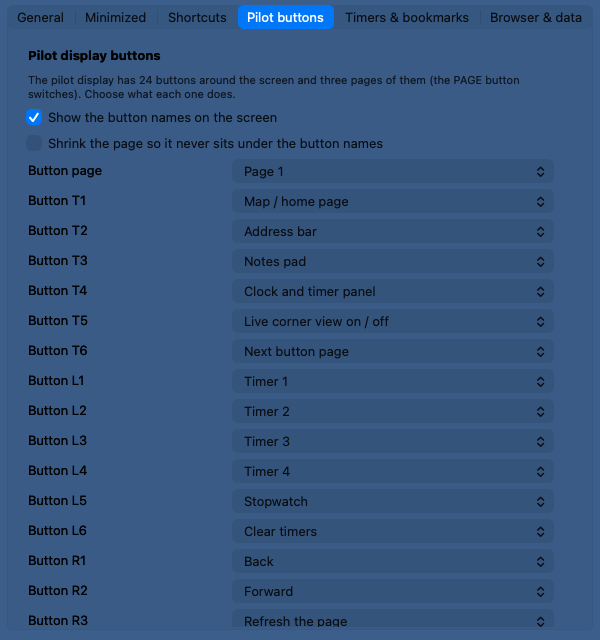 General Minimized Shortcuts Pilot buttons Timers & bookmarks Browser & data
Pilot display buttons
The pilot display has 24 buttons around the screen and three pages of them (the PAGE button
switches). Choose what each one does.
Show the button names on the screen
Shrink the page so it never sits under the button names
Button page Page 1
Button T1 Map / home page
Button T2 Address bar
Button T3 Notes pad
Button T4 Clock and timer panel
Button T5 Live corner view on / off
Button T6 Next button page
Button L1 Timer 1
Button L2 Timer 2
Button L3 Timer 3
Button L4 Timer 4
Button L5 Stopwatch
Button L6 Clear timers
Button R1 Back
Button R2 Forward
Button R3 Refresh the page